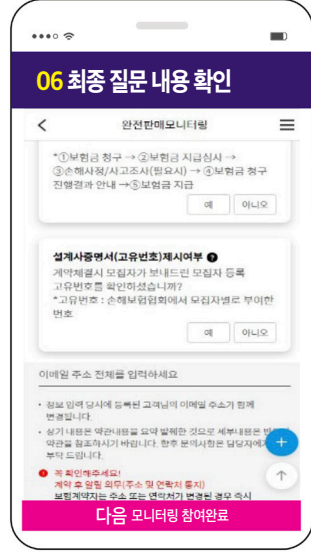 06 최종 질문 내용 확인
완전판매모니터링
*①보험금 청구 → ②보험금 지급심사 →
③손해사정/사고조사(필요시) → ④보험금 청구
진행결과 안내 →⑤보험금 지급
예 아니오
설계사증명서(고유번호)제시여부 ?
계약체결시 모집자가 보내드린 모집자 등록
고유번호를 확인하셨습니까?
*고유번호 : 손해보험협회에서 모집자별로 부여한
번호
예 아니오
이메일 주소 전체를 입력하세요
• 정보 입력 당시에 등록된 고객님의 이메일 주소가 함께
변경됩니다.
• 상기 내용은 약관내용을 요약 발췌한 것으로 세부내용은
약관을 참조하시기 바랍니다. 향후 문의사항은 담당자에게
부탁 드립니다.
! 꼭 확인해주세요!
계약 후 알릴 의무(주소 및 연락처 통지)
보험계약자는 주소 또는 연락처가 변경된 경우 즉시
다음 모니터링 참여완료